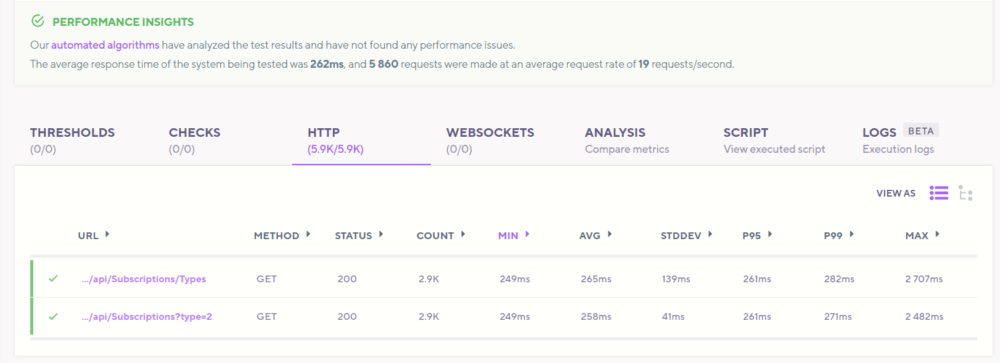 PERFORMANCE INSIGHTS
Our automated algorithms have analyzed the test results and have not found any performance issues.
The average response time of the system being tested was 262ms, and 5 860 requests were made at an average request rate of 19 requests/second.
THRESHOLDS CHECKS HTTP WEBSOCKETS ANALYSIS SCRIPT LOGS BETA
(0/0) (0/0) (5.9K/5.9K) (0/0) Compare metrics View executed script Execution logs
VIEW AS
URL METHOD STATUS COUNT MIN AVG STDDEV P95 P99 MAX
.../api/Subscriptions/Types GET 200 2.9K 249ms 265ms 139ms 261ms 282ms 2 707ms
.../api/Subscriptions?type=2 GET 200 2.9K 249ms 258ms 41ms 261ms 271ms 2 482ms